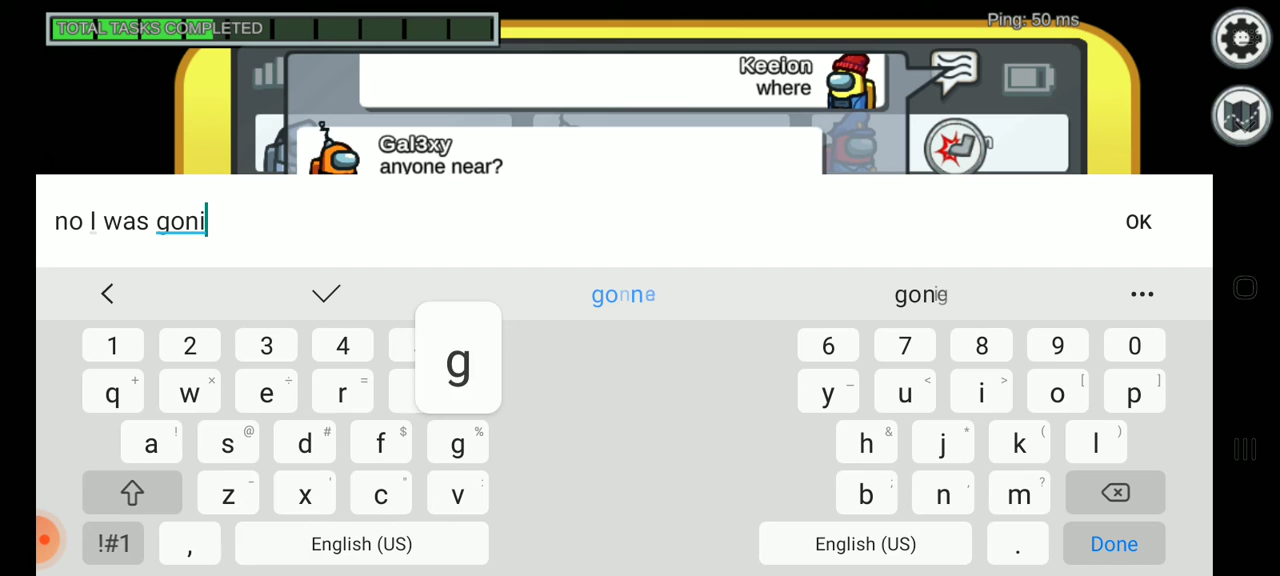 TOTAL TASKS COMPLETED
Ping: 50 ms
Keeion
where
Gal3xy
anyone near?
no I was goni
OK
gonna
gonig
...
1 2 3 4 6 7 8 9 0
g
q + w × e ÷ r = y _ u < i > o [ p ]
a ! s @ d # f $ g % h & j * k ( l )
z - x ' c " v : b ; n , m ?
!#1 , English (US) English (US) . Done